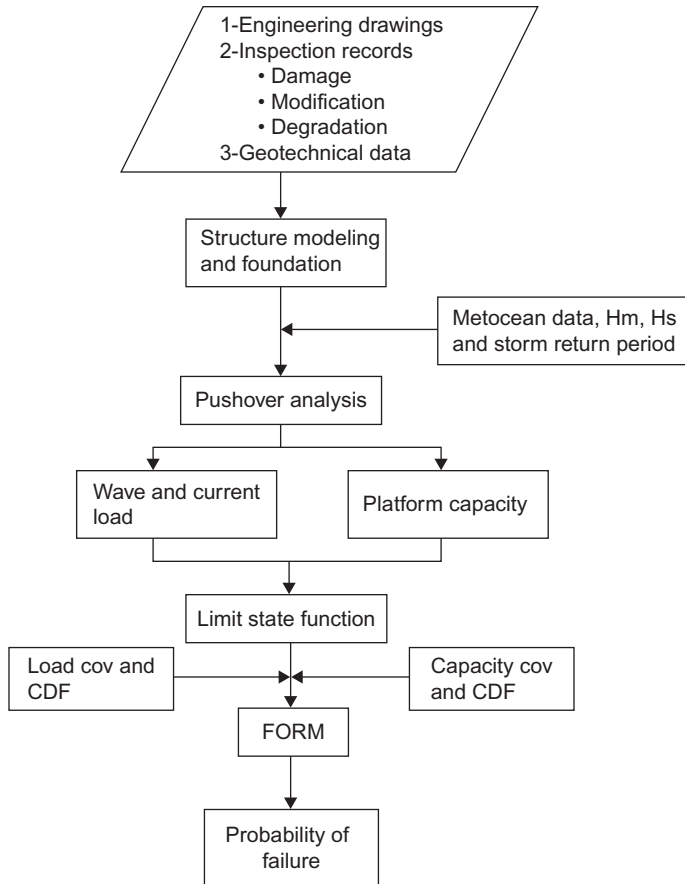 1-Engineering drawings
2-Inspection records
• Damage
• Modification
• Degradation
3-Geotechnical data
Structure modeling
and foundation
Metocean data, Hm, Hs
and storm return period
Pushover analysis
Wave and current
load
Platform capacity
Limit state function
Load cov and
CDF
Capacity cov
and CDF
FORM
Probability of
failure